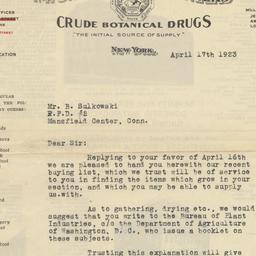 CRUDE BOTANICAL DRUGS
"THE INITIAL SOURCE OF SUPPLY"
NEW YORK
April 17th 1923
Mr. B. Sulkowski
R.F.D. #2
Mansfield Center, Conn.
Dear Sir:
Replying to your favor of April 16th
we are pleased to hand you herewith our recent
buying list, which we trust will be of service
to you in finding the items which grow in your
section, and which you may be able to supply
us with.
As to gathering, drying etc., we would
suggest that you write to the Bureau of Plant
Industries, c/o the Department of Agriculture
of Washington, D. C., who issue a booklet on
these subjects.
Trusting this explanation will give